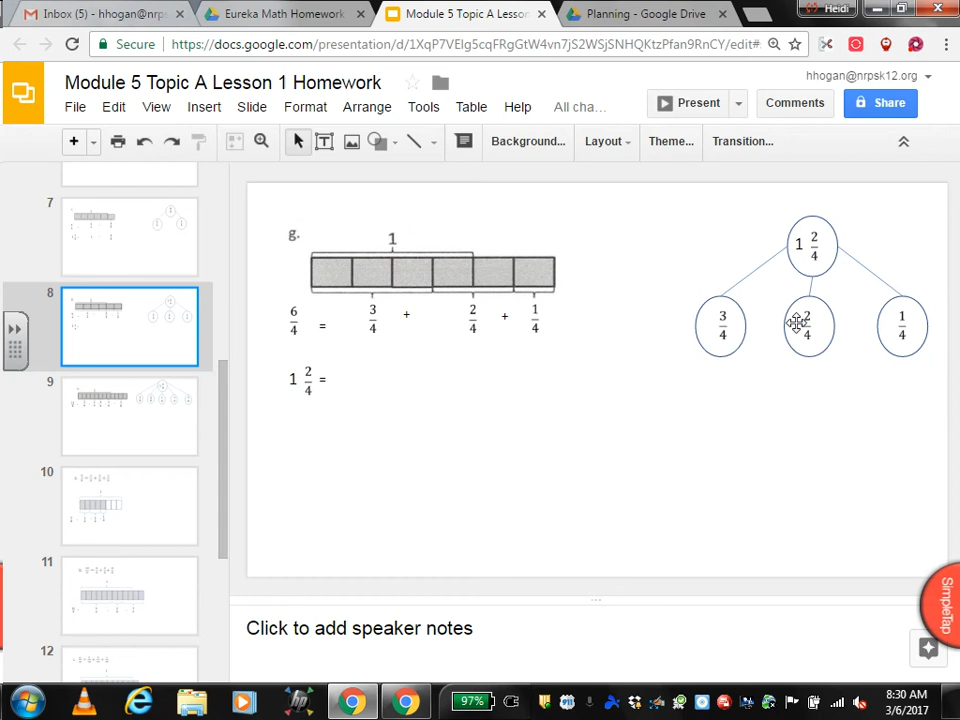 Inbox (5) - hhogan@nrps
Eureka Math Homework
Module 5 Topic A Lesson
Planning - Google Drive
Heidi
Secure
https://docs.google.com/presentation/d/1XqP7VElg5cqFRgGtW4vn7jS2WSjSNHQKtzPfan9RnCY/edit#
Module 5 Topic A Lesson 1 Homework
hhogan@nrpsk12.org
File Edit View Insert Slide Format Arrange Tools Table Help All cha...
Present
Comments
Share
Background...
Layout
Theme...
Transition...
7
8
9
10
11
12
g.
1
6/4 = 3/4 + 2/4 + 1/4
1 2/4 =
1 2/4
3/4 2/4 1/4
Click to add speaker notes
SimpleTap
97%
8:30 AM
3/6/2017